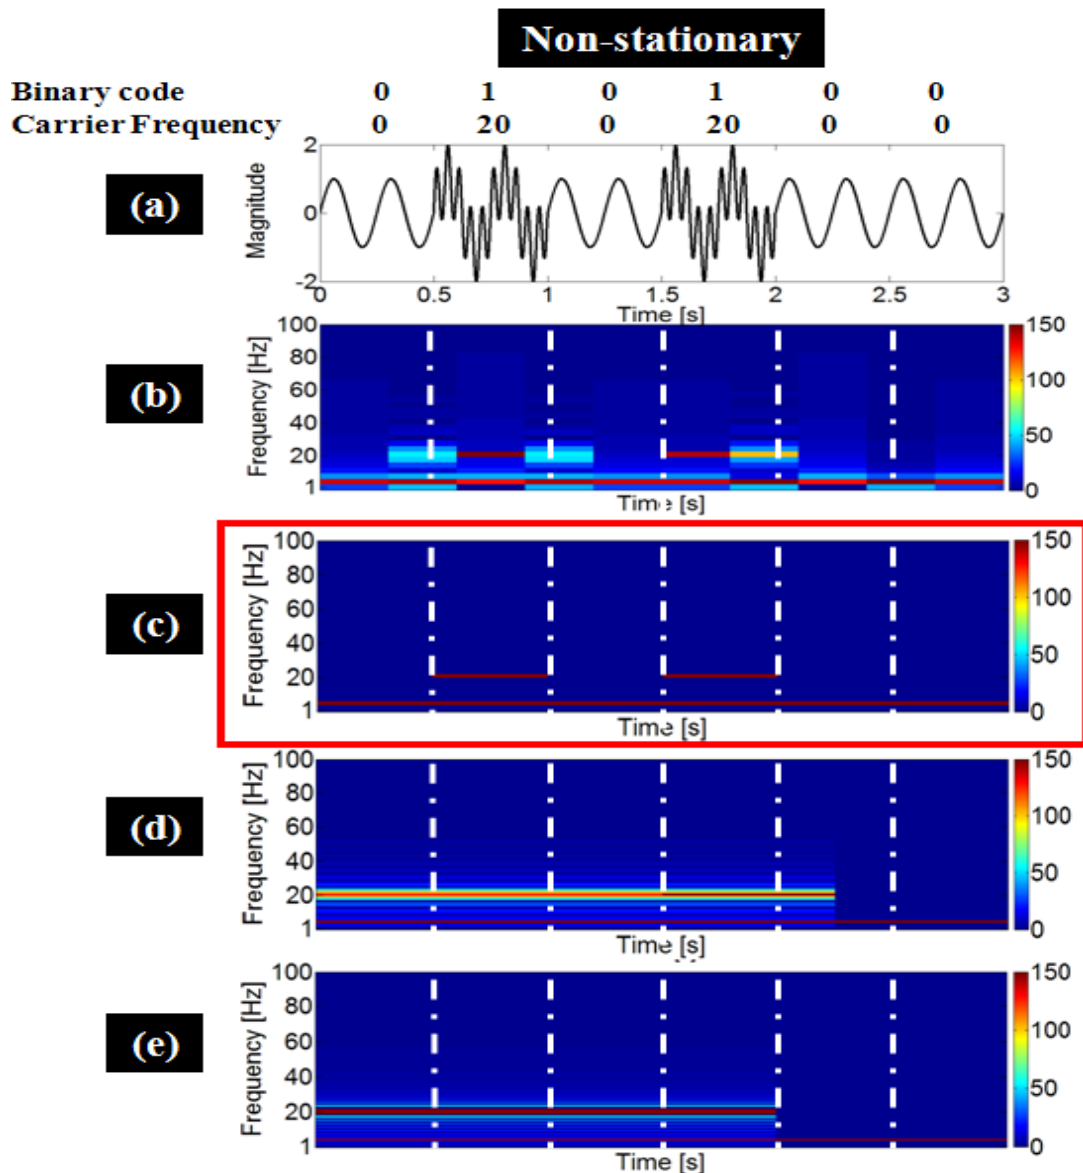 Non-stationary
Binary code 0 1 0 1 0 0
Carrier Frequency 0 20 0 20 0 0
(a)
Magnitude
2
0
-2
0 0.5 1 1.5 2 2.5 3
Time [s]
(b)
Frequency [Hz]
100
80
60
40
20
1
150
100
50
0
Time [s]
(c)
Frequency [Hz]
100
80
60
40
20
1
150
100
50
0
Time [s]
(d)
Frequency [Hz]
100
80
60
40
20
1
150
100
50
0
Time [s]
(e)
Frequency [Hz]
100
80
60
40
20
1
150
100
50
0
Time [s]